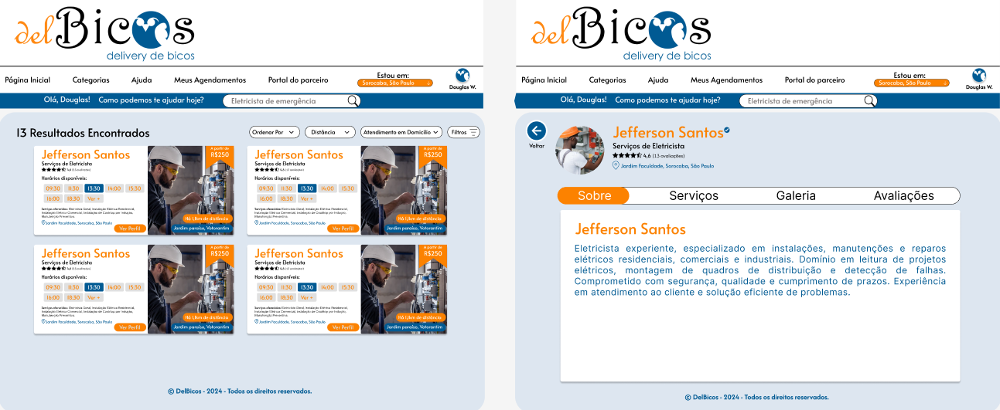 delBicos
delivery de bicos
Página Inicial Categorias Ajuda Meus Agendamentos Portal do parceiro Estou em: Sorocaba, São Paulo Douglas W.
Olá, Douglas! Como podemos te ajudar hoje? Eletricista de emergência
13 Resultados Encontrados
Ordenar Por Distância Atendimento em Domicílio Filtros
Jefferson Santos
Serviços de Eletricista
4,6 (13 avaliações)
Horários disponíveis:
09:30 11:30 13:30 14:00 15:30
16:00 18:30 Ver +
Serviços oferecidos: Eletricista Geral, Instalação Elétrica Residencial,
Instalação Elétrica Comercial, Instalação de Cooktop por Indução,
Manutenção Preventiva.
Jardim Faculdade, Sorocaba, São Paulo
Ver Perfil
A partir de
R$250
Há 1,1km de distância
Jardim paraíso, Votorantim
Jefferson Santos
Serviços de Eletricista
4,6 (13 avaliações)
Horários disponíveis:
09:30 11:30 13:30 14:00 15:30
16:00 18:30 Ver +
Serviços oferecidos: Eletricista Geral, Instalação Elétrica Residencial,
Instalação Elétrica Comercial, Instalação de Cooktop por Indução,
Manutenção Preventiva.
Jardim Faculdade, Sorocaba, São Paulo
Ver Perfil
A partir de
R$250
Há 1,1km de distância
Jardim paraíso, Votorantim
Jefferson Santos
Serviços de Eletricista
4,6 (13 avaliações)
Horários disponíveis:
09:30 11:30 13:30 14:00 15:30
16:00 18:30 Ver +
Serviços oferecidos: Eletricista Geral, Instalação Elétrica Residencial,
Instalação Elétrica Comercial, Instalação de Cooktop por Indução,
Manutenção Preventiva.
Jardim Faculdade, Sorocaba, São Paulo
Ver Perfil
A partir de
R$250
Há 1,1km de distância
Jardim paraíso, Votorantim
Jefferson Santos
Serviços de Eletricista
4,6 (13 avaliações)
Horários disponíveis:
09:30 11:30 13:30 14:00 15:30
16:00 18:30 Ver +
Serviços oferecidos: Eletricista Geral, Instalação Elétrica Residencial,
Instalação Elétrica Comercial, Instalação de Cooktop por Indução,
Manutenção Preventiva.
Jardim Faculdade, Sorocaba, São Paulo
Ver Perfil
A partir de
R$250
Há 1,1km de distância
Jardim paraíso, Votorantim
© DelBicos - 2024 - Todos os direitos reservados.
delBicos
delivery de bicos
Página Inicial Categorias Ajuda Meus Agendamentos Portal do parceiro Estou em: Sorocaba, São Paulo Douglas W.
Olá, Douglas! Como podemos te ajudar hoje? Eletricista de emergência
Voltar
Jefferson Santos
Serviços de Eletricista
4,6 (13 avaliações)
Jardim Faculdade, Sorocaba, São Paulo
Sobre Serviços Galeria Avaliações
Jefferson Santos
Eletricista experiente, especializado em instalações, manutenções e reparos
elétricos residenciais, comerciais e industriais. Domínio em leitura de projetos
elétricos, montagem de quadros de distribuição e detecção de falhas.
Comprometido com segurança, qualidade e cumprimento de prazos. Experiência
em atendimento ao cliente e solução eficiente de problemas.
© DelBicos - 2024 - Todos os direitos reservados.